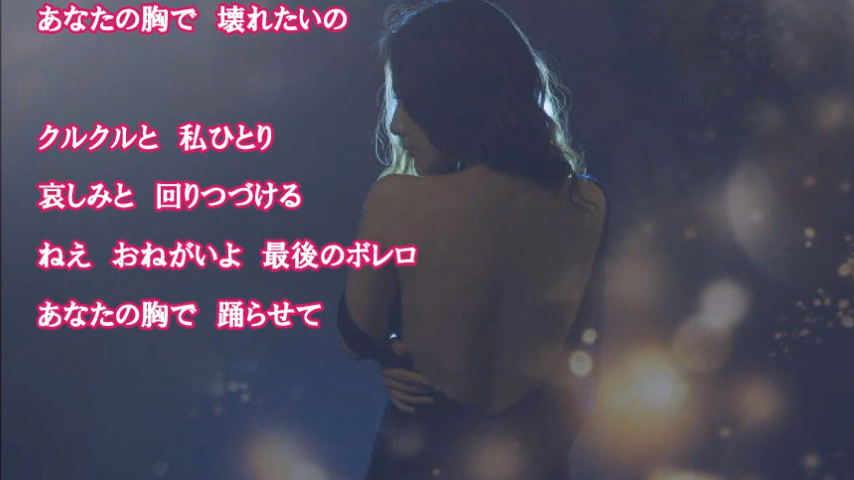 あなたの胸で　壊れたいの
クルクルと　私ひとり
哀しみと　回りつづける
ねえ　おねがいよ　最後のボレロ
あなたの胸で　踊らせて